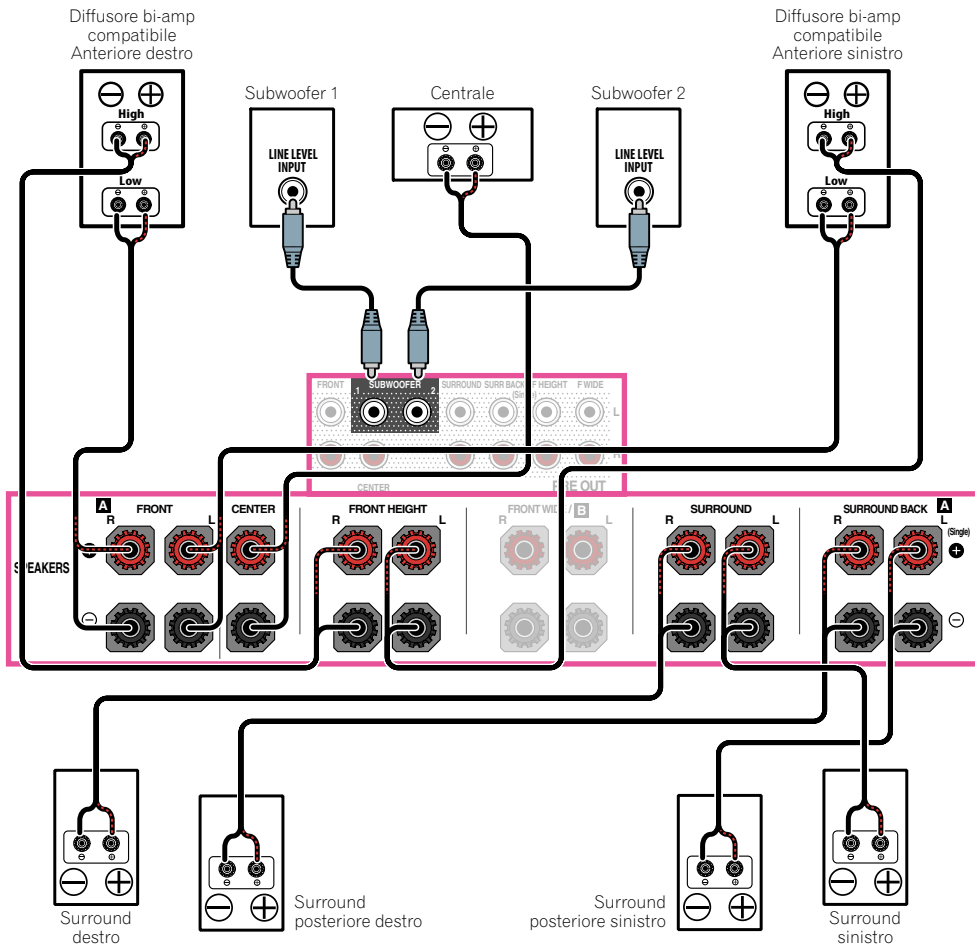 Diffusore bi-amp
compatibile
Anteriore destro
Diffusore bi-amp
compatibile
Anteriore sinistro
Subwoofer 1
Centrale
Subwoofer 2
High
Low
LINE LEVEL
INPUT
LINE LEVEL
INPUT
High
Low
FRONT
SUBWOOFER
1
2
SURROUND
SURR BACK
(Single)
F HEIGHT
F WIDE
L
R
CENTER
PRE OUT
SPEAKERS
A
R FRONT L
CENTER
FRONT HEIGHT
R L
FRONT WIDE / B
R L
SURROUND
R L
SURROUND BACK A
R L
(Single)
Surround
destro
Surround
posteriore destro
Surround
posteriore sinistro
Surround
sinistro